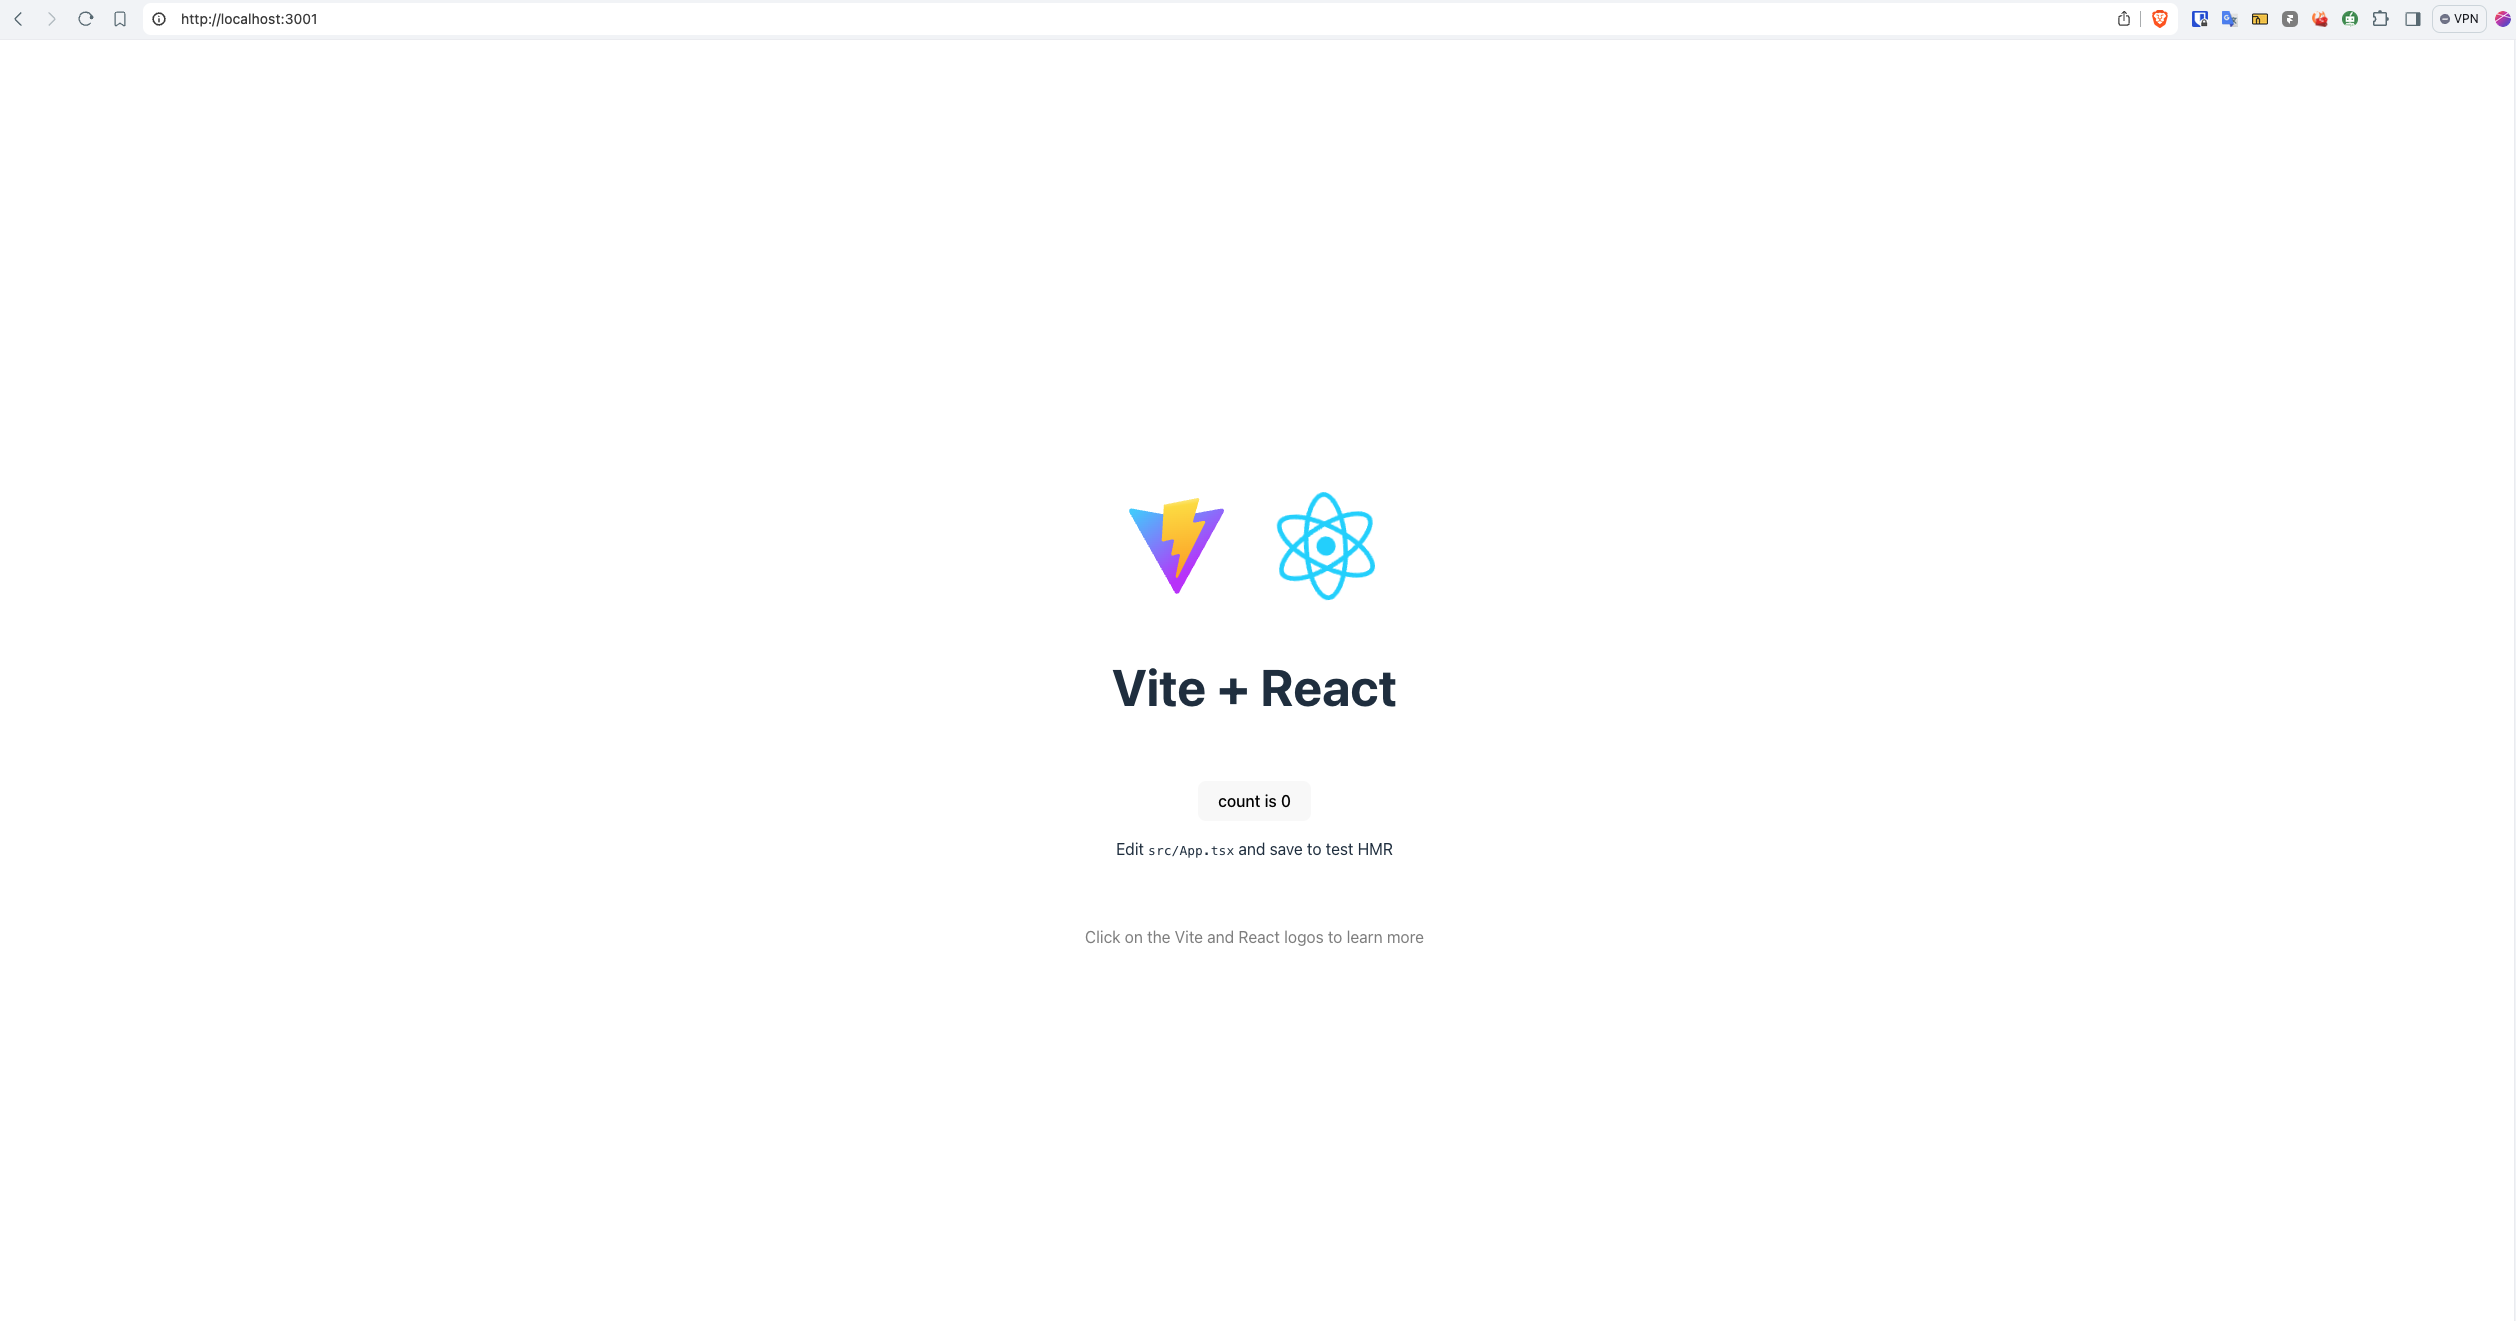 http://localhost:3001
VPN
Vite + React
count is 0
Edit src/App.tsx and save to test HMR
Click on the Vite and React logos to learn more